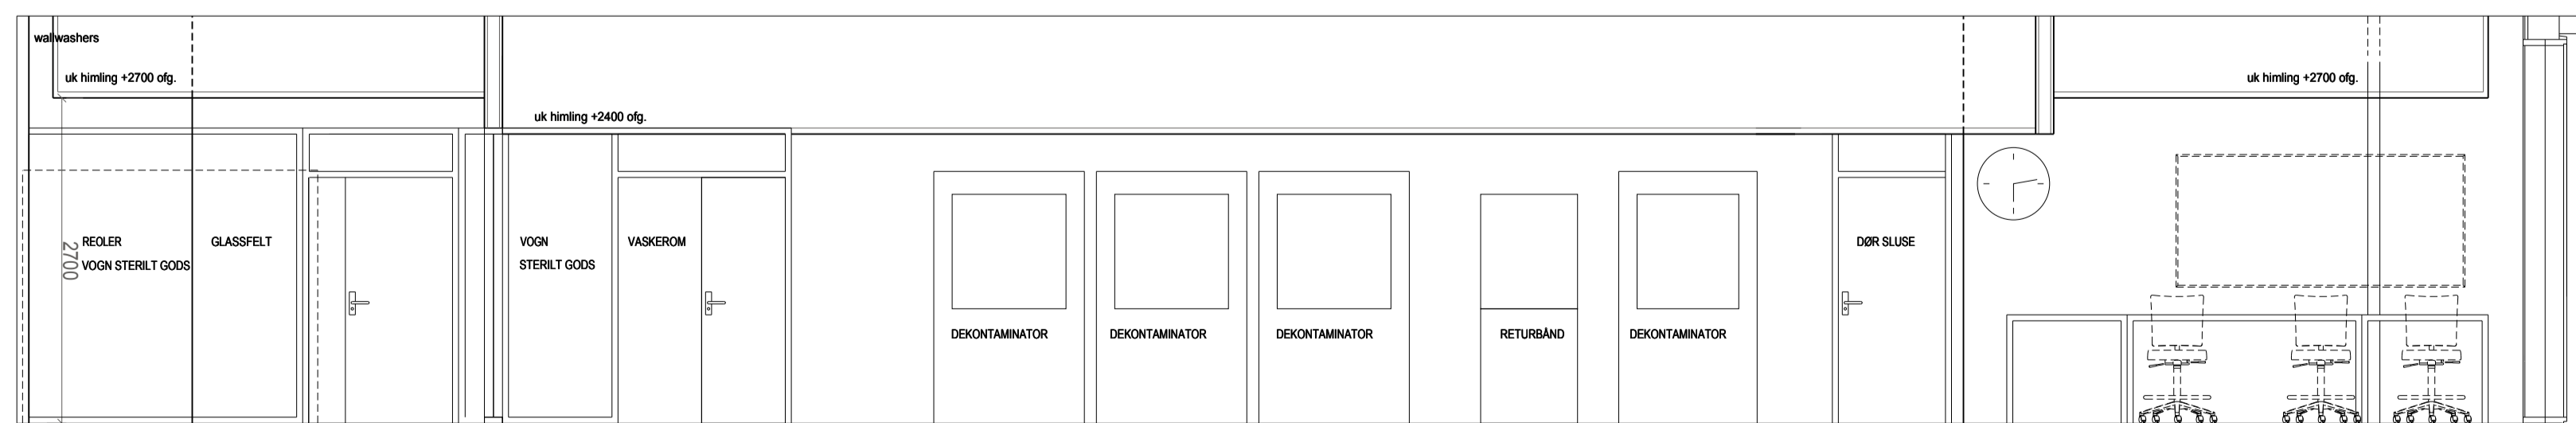 wallwashers
uk himling +2700 ofg.
uk himling +2700 ofg.
uk himling +2400 ofg.
2700
REOLER
VOGN STERILT GODS
GLASSFELT
VOGN
STERILT GODS
VASKEROM
DØR SLUSE
DEKONTAMINATOR
DEKONTAMINATOR
DEKONTAMINATOR
RETURBÅND
DEKONTAMINATOR